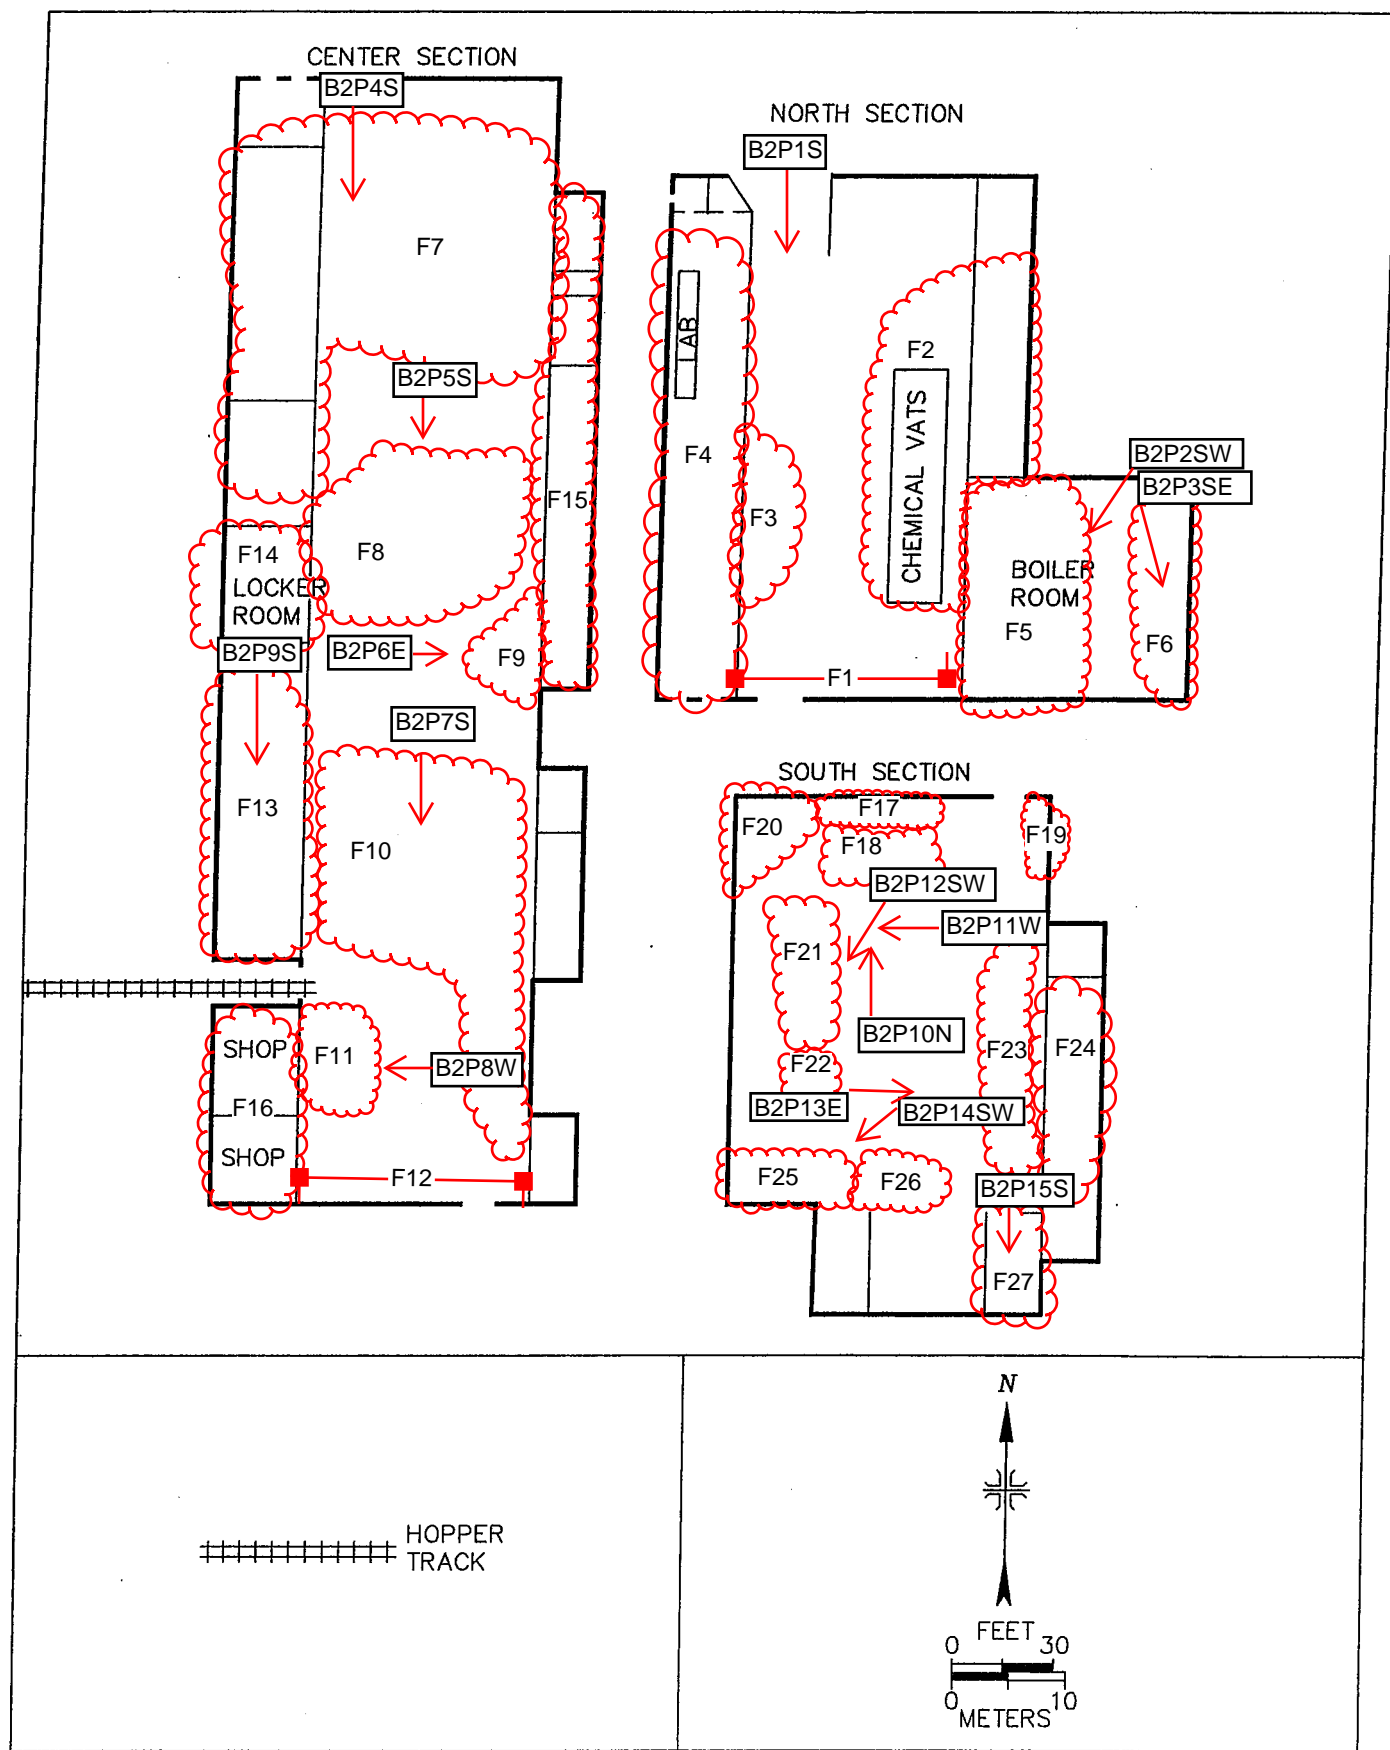 CENTER SECTION
B2P4S
NORTH SECTION
B2P1S
F7
LAB
F2
B2P5S
CHEMICAL VATS
F4
B2P2SW
B2P3SE
F15
F3
F8
F14
LOCKER
ROOM
BOILER
ROOM
F5
F6
B2P9S
B2P6E
F9
F1
B2P7S
SOUTH SECTION
F13
F10
F17
F20
F18
F19
B2P12SW
B2P11W
F21
B2P10N
SHOP
F11
B2P8W
F22
F23
F24
F16
B2P13E
B2P14SW
SHOP
F12
F25
F26
B2P15S
F27
N
HOPPER
TRACK
FEET
0 30
0 10
METERS